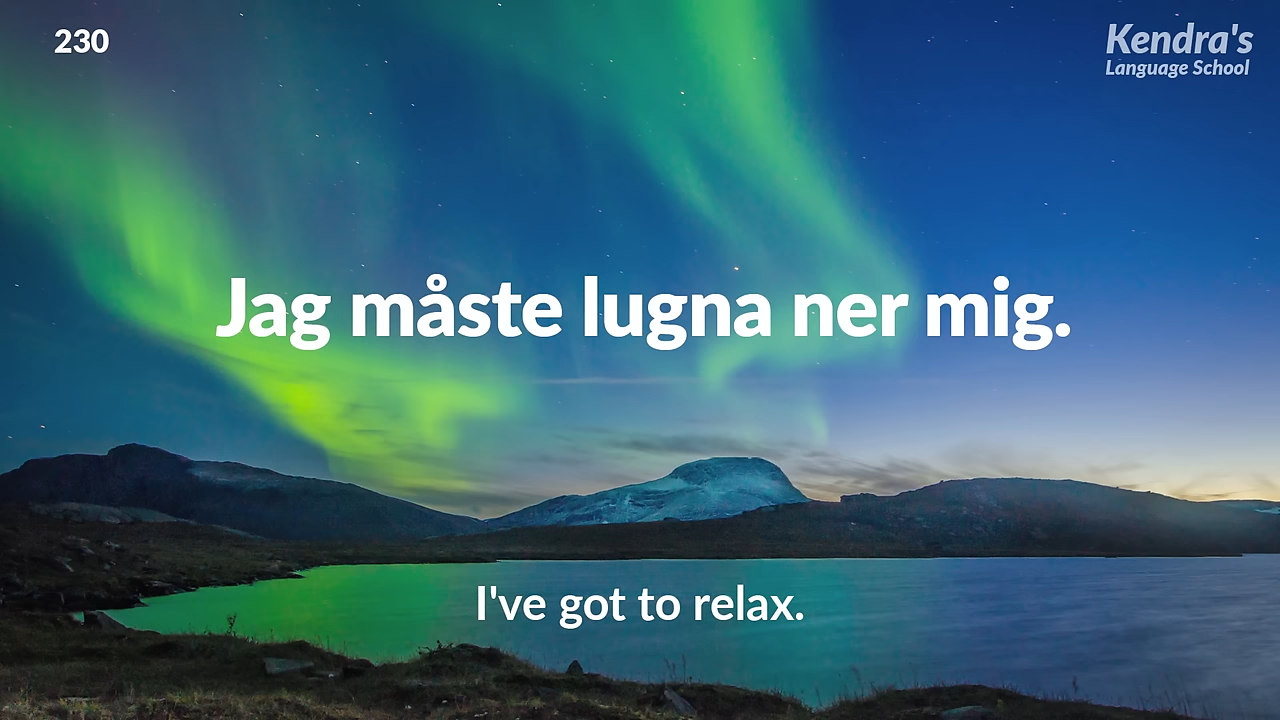 230
Kendra's
Language School
Jag måste lugna ner mig.
I've got to relax.